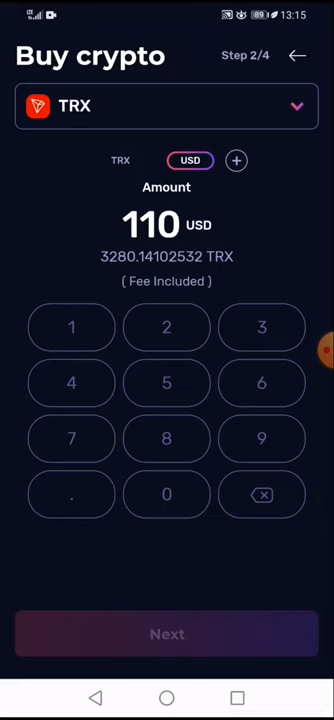 LTE 89 13:15
Buy crypto Step 2/4
TRX
TRX USD +
Amount
110 USD
3280.14102532 TRX
( Fee Included )
1 2 3
4 5 6
7 8 9
. 0
Next